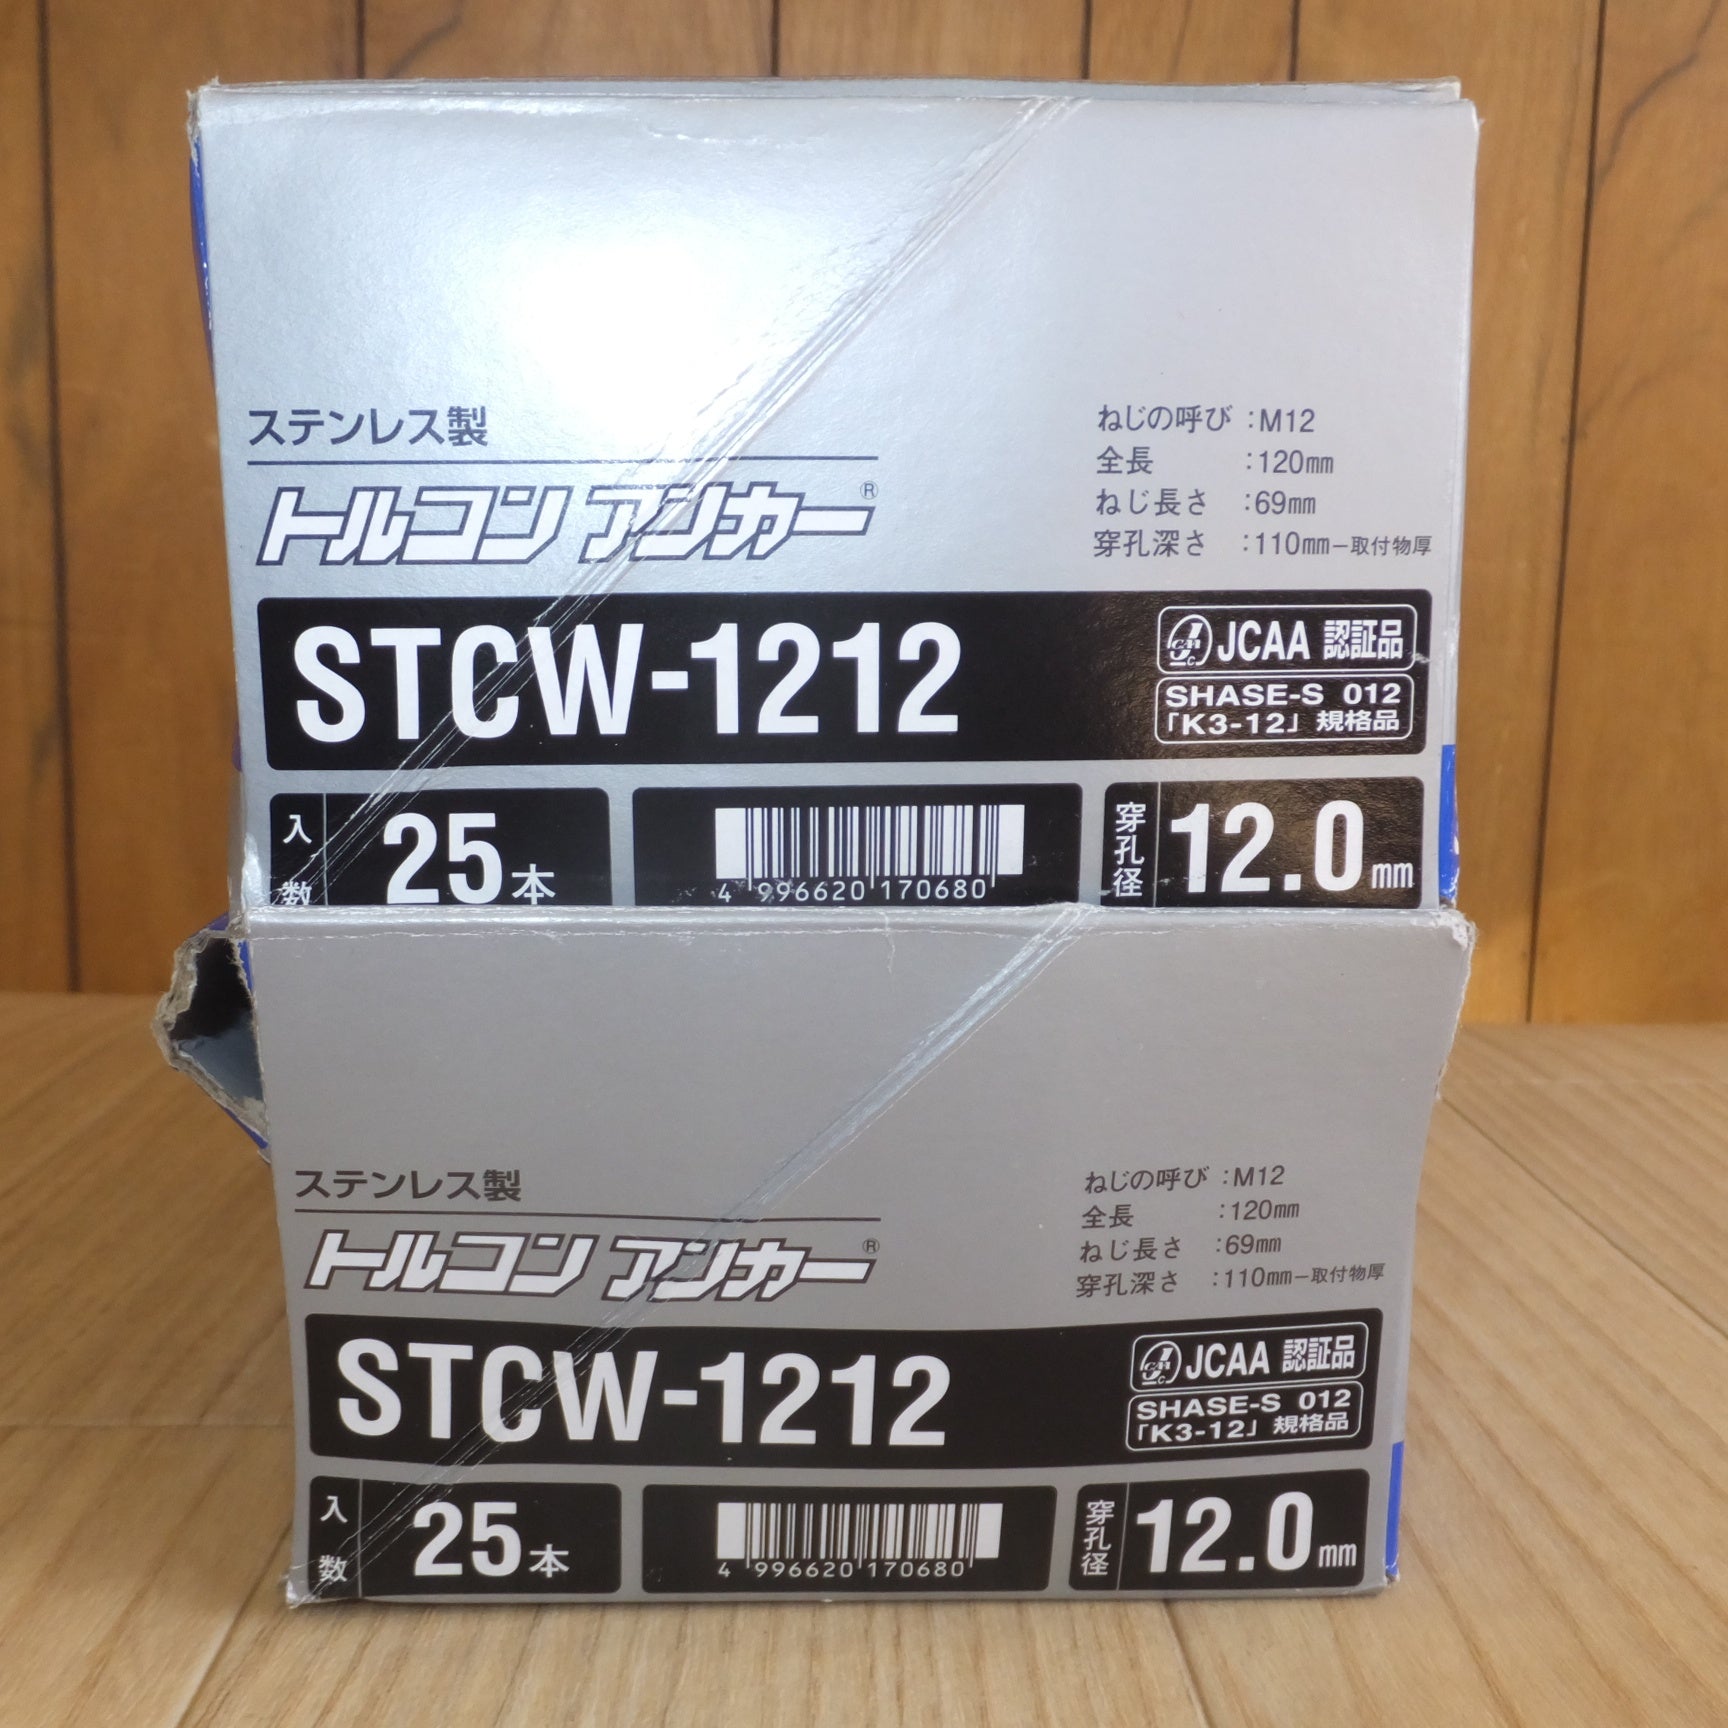 ステンレス製
トルコン アンカー®
ねじの呼び :M12
全長 :120mm
ねじ長さ :69mm
穿孔深さ :110mm−取付物厚
STCW-1212
JCAA 認証品
SHASE-S 012
「K3-12」規格品
入数 25本
4 996620 170680
穿孔径 12.0mm
ステンレス製
トルコン アンカー®
ねじの呼び :M12
全長 :120mm
ねじ長さ :69mm
穿孔深さ :110mm−取付物厚
STCW-1212
JCAA 認証品
SHASE-S 012
「K3-12」規格品
入数 25本
4 996620 170680
穿孔径 12.0mm